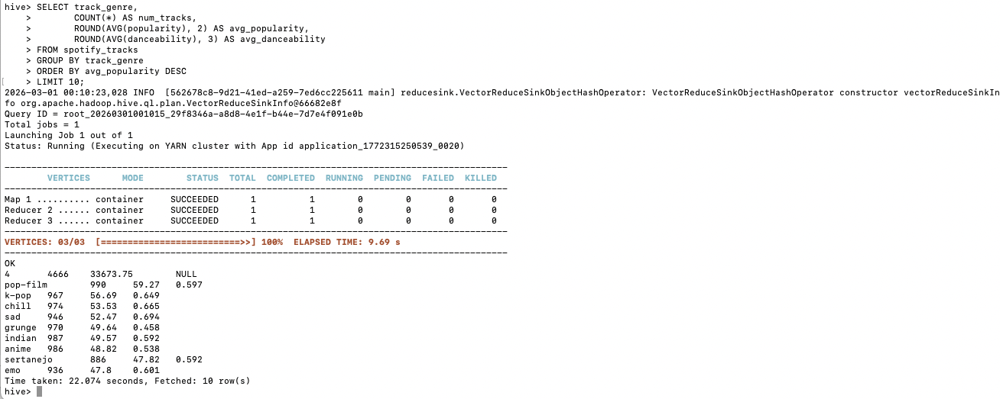 hive> SELECT track_genre,
    >        COUNT(*) AS num_tracks,
    >        ROUND(AVG(popularity), 2) AS avg_popularity,
    >        ROUND(AVG(danceability), 3) AS avg_danceability
    > FROM spotify_tracks
    > GROUP BY track_genre
    > ORDER BY avg_popularity DESC
[   > LIMIT 10;
2026-03-01 00:10:23,028 INFO  [562678c8-9d21-41ed-a259-7ed6cc225611 main] reducesink.VectorReduceSinkObjectHashOperator: VectorReduceSinkObjectHashOperator constructor vectorReduceSinkIn
fo org.apache.hadoop.hive.ql.plan.VectorReduceSinkInfo@66682e8f
Query ID = root_20260301001015_29f8346a-a8d8-4e1f-b44e-7d7e4f091e0b
Total jobs = 1
Launching Job 1 out of 1
Status: Running (Executing on YARN cluster with App id application_1772315250539_0020)
----------------------------------------------------------------------------------------------
        VERTICES      MODE        STATUS  TOTAL  COMPLETED  RUNNING  PENDING  FAILED  KILLED
----------------------------------------------------------------------------------------------
Map 1 .......... container     SUCCEEDED      1          1        0        0       0       0
Reducer 2 ...... container     SUCCEEDED      1          1        0        0       0       0
Reducer 3 ...... container     SUCCEEDED      1          1        0        0       0       0
----------------------------------------------------------------------------------------------
VERTICES: 03/03  [==========================>>] 100%  ELAPSED TIME: 9.69 s
----------------------------------------------------------------------------------------------
OK
4       4666    33673.75        NULL
pop-film        990     59.27   0.597
k-pop   967     56.69   0.649
chill   974     53.53   0.665
sad     946     52.47   0.694
grunge  970     49.64   0.458
indian  987     49.57   0.592
anime   986     48.82   0.538
sertanejo       886     47.82   0.592
emo     936     47.8    0.601
Time taken: 22.074 seconds, Fetched: 10 row(s)
hive>